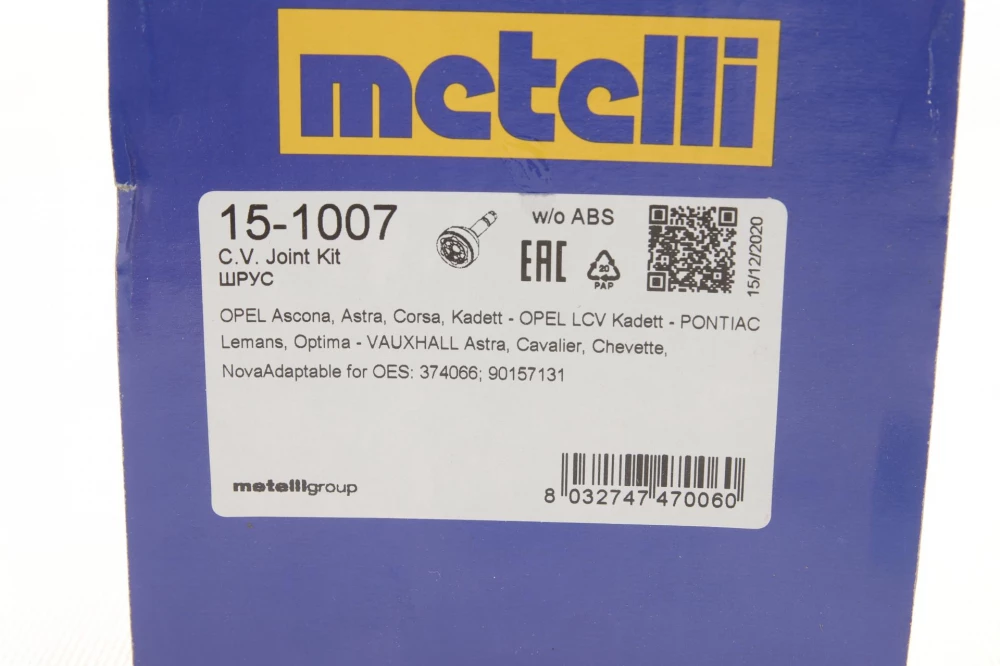 metelli
15-1007
w/o ABS
C.V. Joint Kit
ШРУС
EAC
20
PAP
15/12/2020
OPEL Ascona, Astra, Corsa, Kadett - OPEL LCV Kadett - PONTIAC
Lemans, Optima - VAUXHALL Astra, Cavalier, Chevette,
NovaAdaptable for OES: 374066; 90157131
metelligroup
8 032747 470060